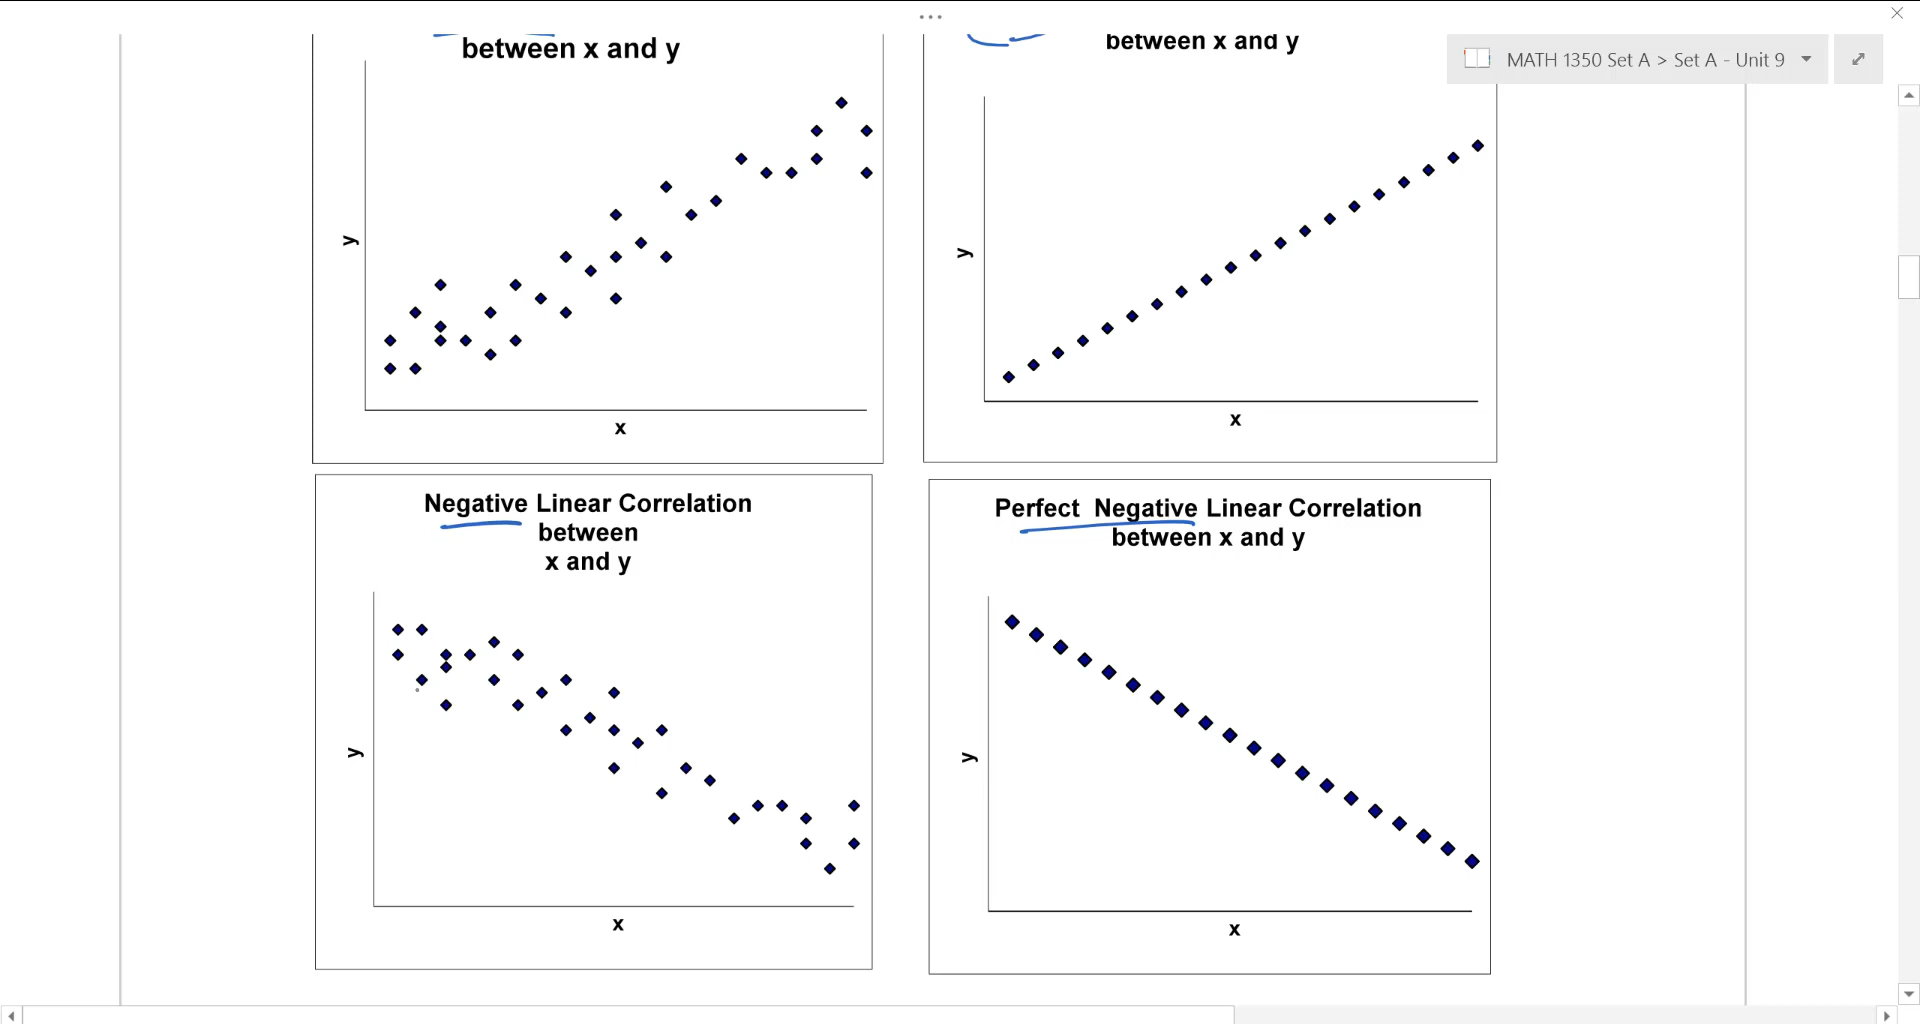 between x and y
y
x
between x and y
MATH 1350 Set A > Set A - Unit 9
y
x
Negative Linear Correlation
between
x and y
y
x
Perfect Negative Linear Correlation
between x and y
y
x